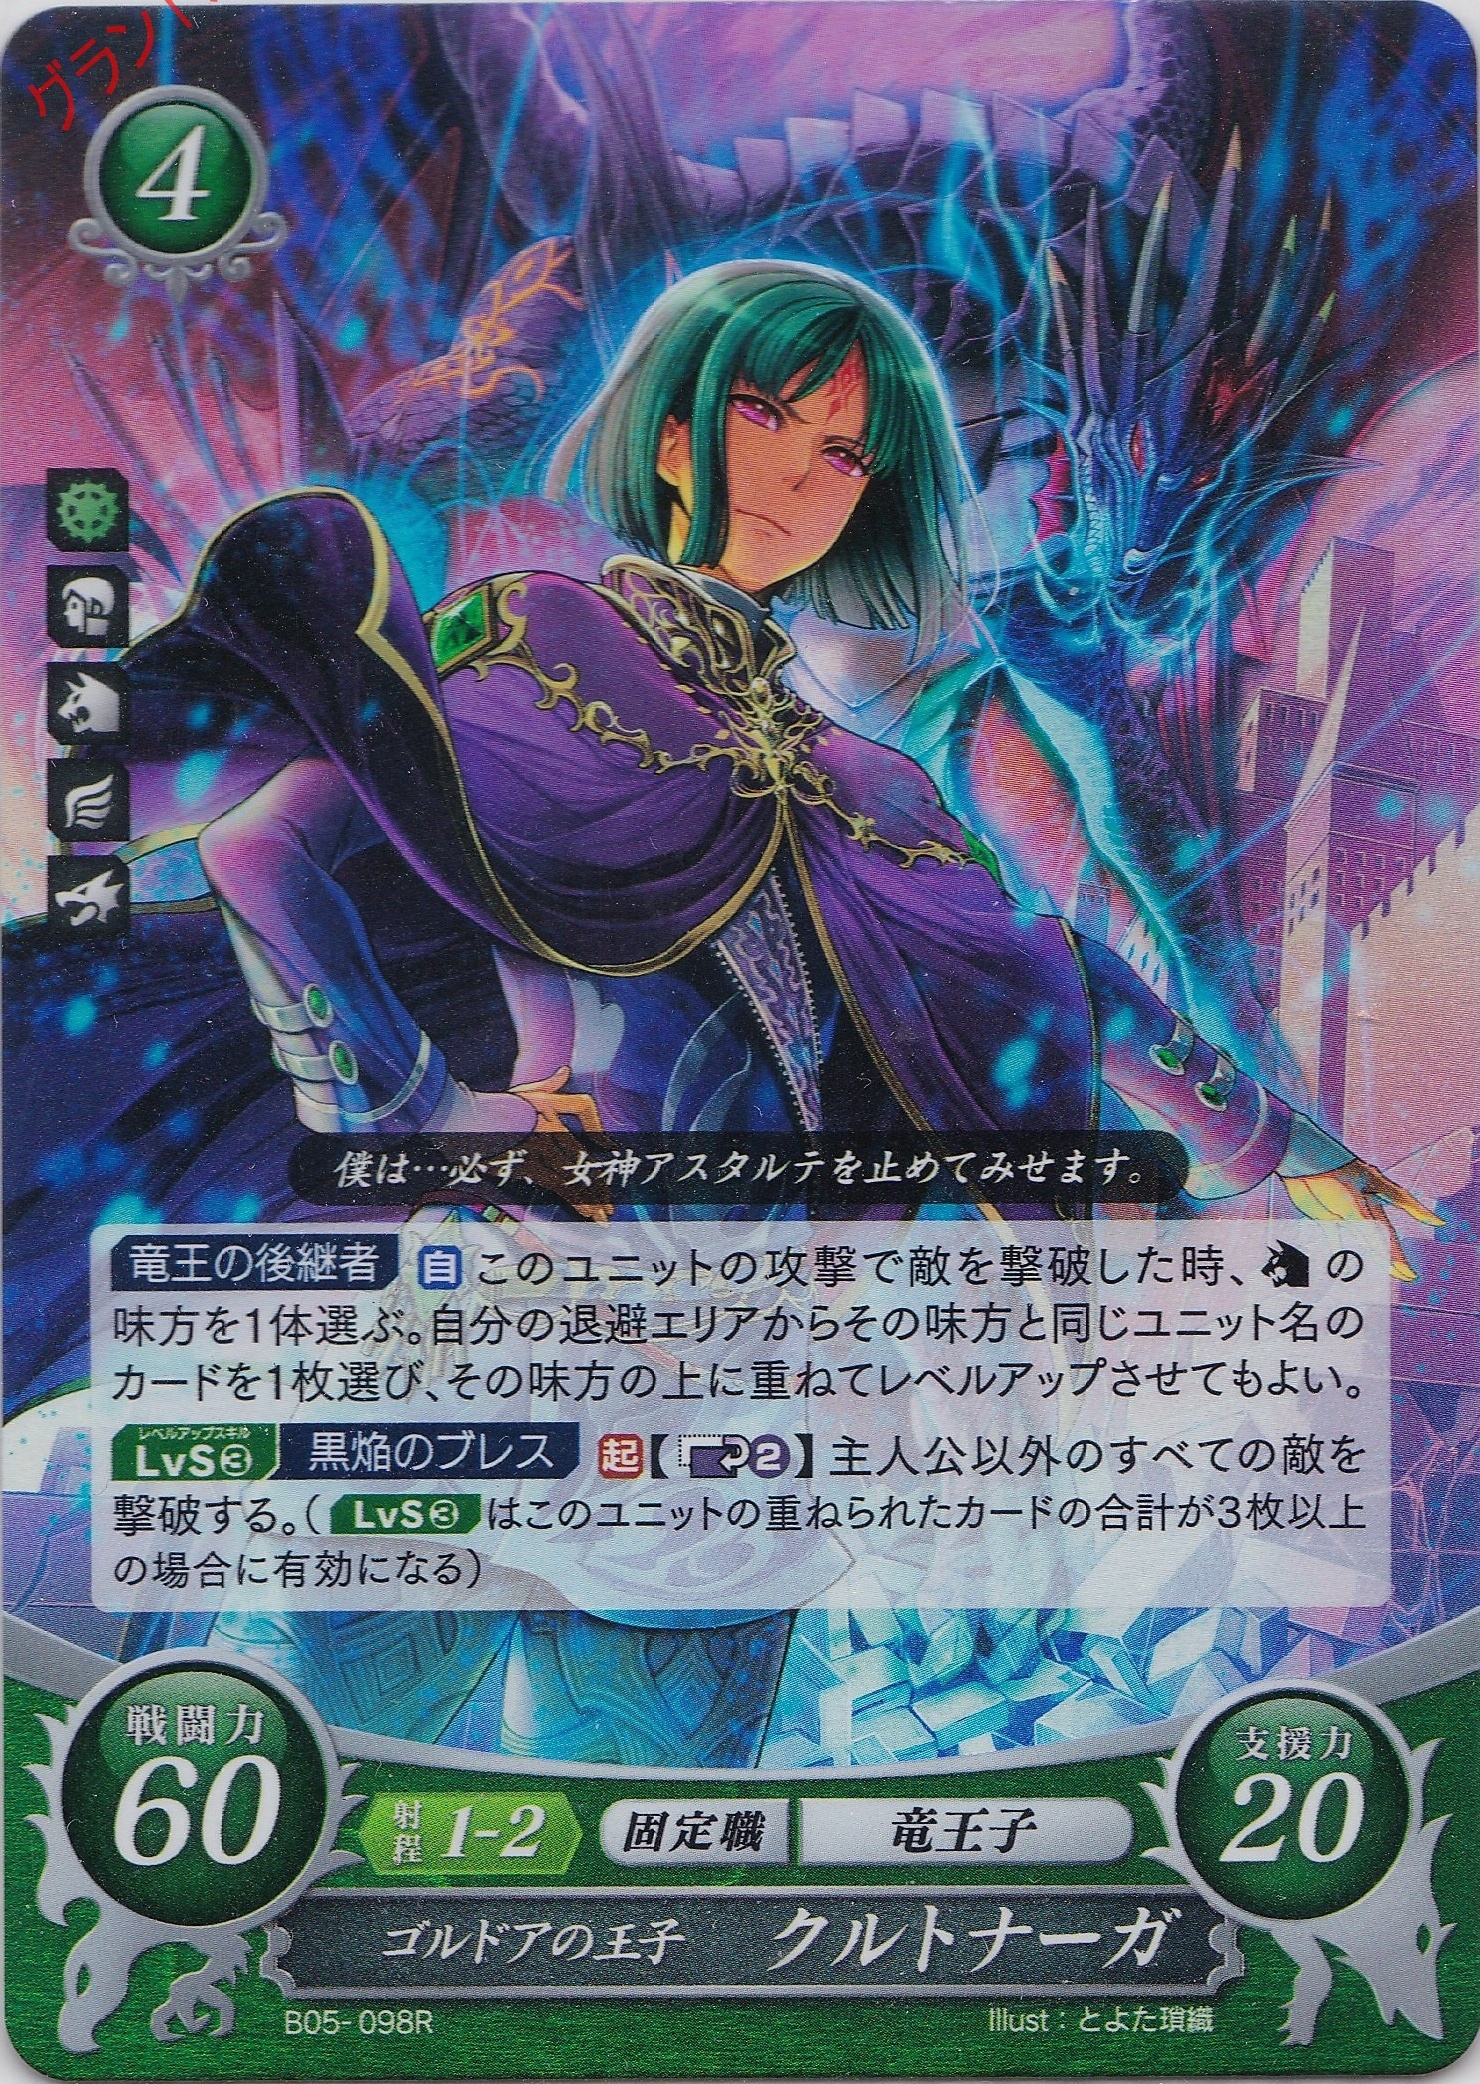 グラン
4
僕は…必ず、女神アスタルテを止めてみせます。
竜王の後継者 自 このユニットの攻撃で敵を撃破した時、の
味方を1体選ぶ。自分の退避エリアからその味方と同じユニット名の
カードを1枚選び、その味方の上に重ねてレベルアップさせてもよい。
レベルアップスキル
LvS③ 黒焔のブレス 起【2】主人公以外のすべての敵を
撃破する。(LvS③はこのユニットの重ねられたカードの合計が3枚以上
の場合に有効になる)
戦闘力
60
射程 1-2
固定職 竜王子
支援力
20
ゴルドアの王子 クルトナーガ
B05-098R
Illust:とよた瑣織